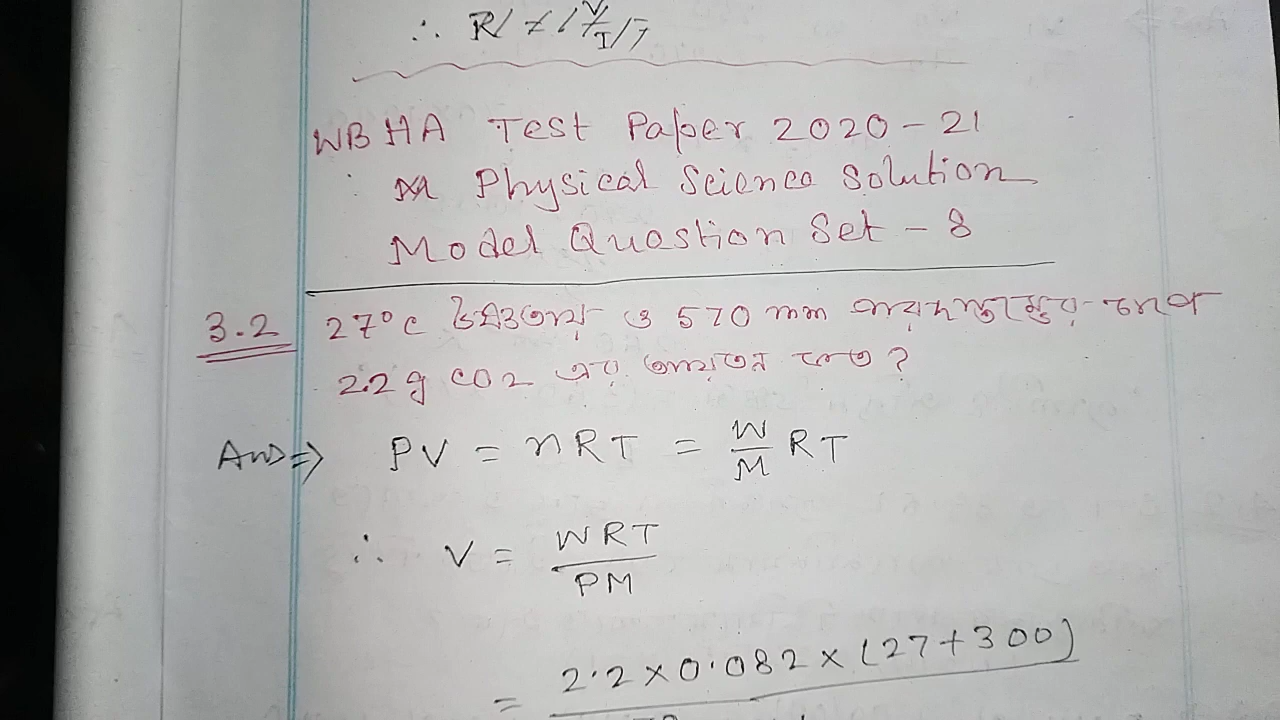 ∴ R
WBHA Test Paper 2020-21
Physical Science Solution
Model Question Set - 8
3.2 27°C উষ্ণতায় ও 570 mm পারদস্তম্ভের চাপে
2.2g CO2 এর আয়তন কত?
Ans ⇒ PV = nRT = W/M RT
∴ V = WRT/PM
= 2.2 × 0.082 × (27+300)